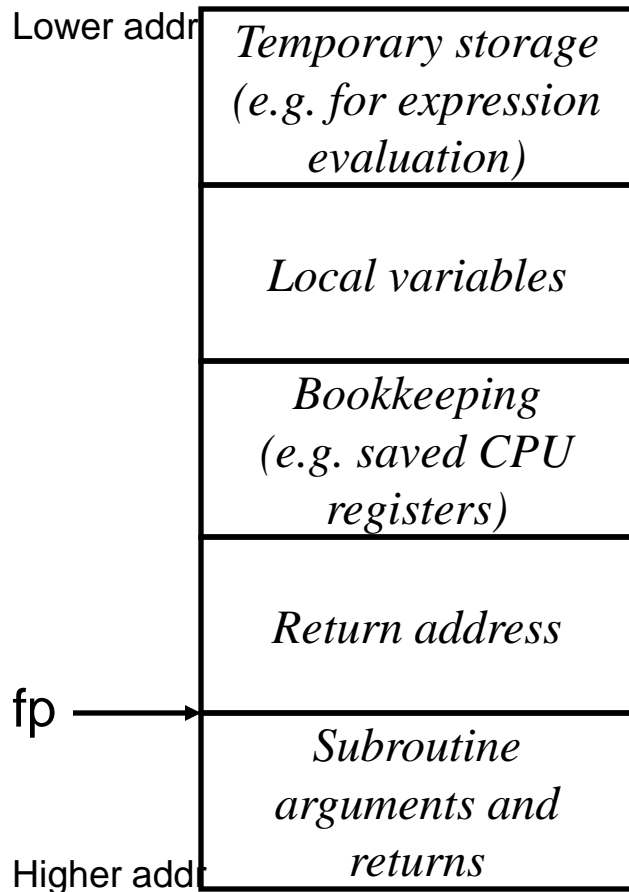 Lower addr
Temporary storage
(e.g. for expression
evaluation)
Local variables
Bookkeeping
(e.g. saved CPU
registers)
Return address
fp
Subroutine
arguments and
returns
Higher addr